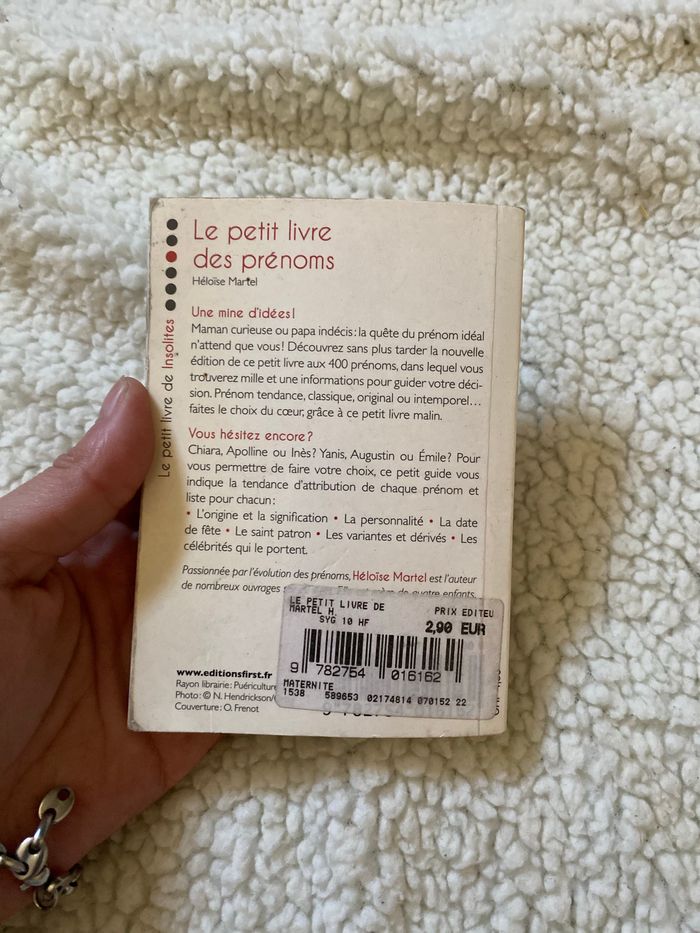 Le petit livre
des prénoms
Héloïse Martel
Le petit livre de Insolites
Une mine d'idées!
Maman curieuse ou papa indécis : la quête du prénom idéal
n'attend que vous! Découvrez sans plus tarder la nouvelle
édition de ce petit livre aux 400 prénoms, dans lequel vous
trouverez mille et une informations pour guider votre déci-
sion. Prénom tendance, classique, original ou intemporel…
faites le choix du cœur, grâce à ce petit livre malin.
Vous hésitez encore?
Chiara, Apolline ou Inès? Yanis, Augustin ou Émile? Pour
vous permettre de faire votre choix, ce petit guide vous
indique la tendance d'attribution de chaque prénom et
liste pour chacun :
• L'origine et la signification • La personnalité • La date
de fête • Le saint patron • Les variantes et dérivés • Les
célébrités qui le portent.
Passionnée par l'évolution des prénoms, Héloïse Martel est l'auteur
de nombreux ouvrages quatre enfants.
LE PETIT LIVRE DE PRIX EDITEU
MARTEL H.
SYG 10 HF 2,90 EUR
9 782754 016162
MATERNITE
1538 589653 02174814 070152 22
www.editionsfirst.fr
Rayon librairie : Puériculture
Photo : © N. Hendrickson/
Couverture : O. Frenot